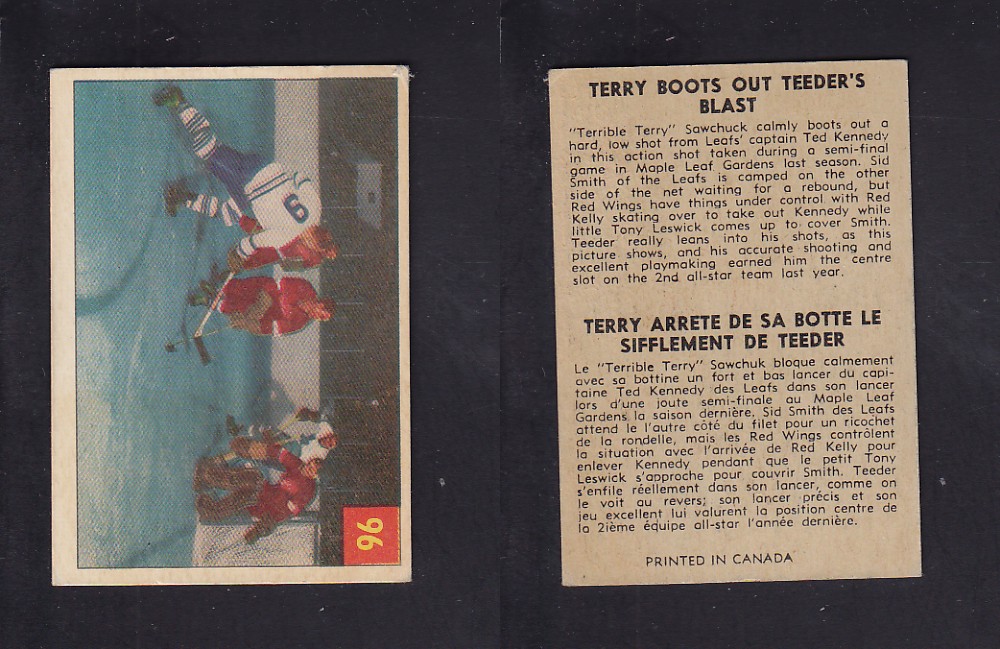 9
96
TERRY BOOTS OUT TEEDER'S
BLAST
"Terrible Terry" Sawchuck calmly boots out a
hard, low shot from Leafs' captain Ted Kennedy
in this action shot taken during a semi-final
game in Maple Leaf Gardens last season. Sid
Smith of the Leafs is camped on the other
side of the net waiting for a rebound, but
Red Wings have things under control with Red
Kelly skating over to take out Kennedy while
little Tony Leswick comes up to cover Smith.
Teeder really leans into his shots, as this
picture shows, and his accurate shooting and
excellent playmaking earned him the centre
slot on the 2nd all-star team last year.
TERRY ARRETE DE SA BOTTE LE
SIFFLEMENT DE TEEDER
Le "Terrible Terry" Sawchuk bloque calmement
avec sa bottine un fort et bas lancer du capi-
taine Ted Kennedy des Leafs dans son lancer
lors d'une joute semi-finale au Maple Leaf
Gardens la saison dernière. Sid Smith des Leafs
attend le l'autre côté du filet pour un ricochet
de la rondelle, mais les Red Wings contrôlent
la situation avec l'arrivée de Red Kelly pour
enlever Kennedy pendant que le petit Tony
Leswick s'approche pour couvrir Smith. Teeder
s'enfile réellement dans son lancer, comme on
le voit au revers; son lancer précis et son
jeu excellent lui valurent la position centre de
la 2ième équipe all-star l'année dernière.
PRINTED IN CANADA